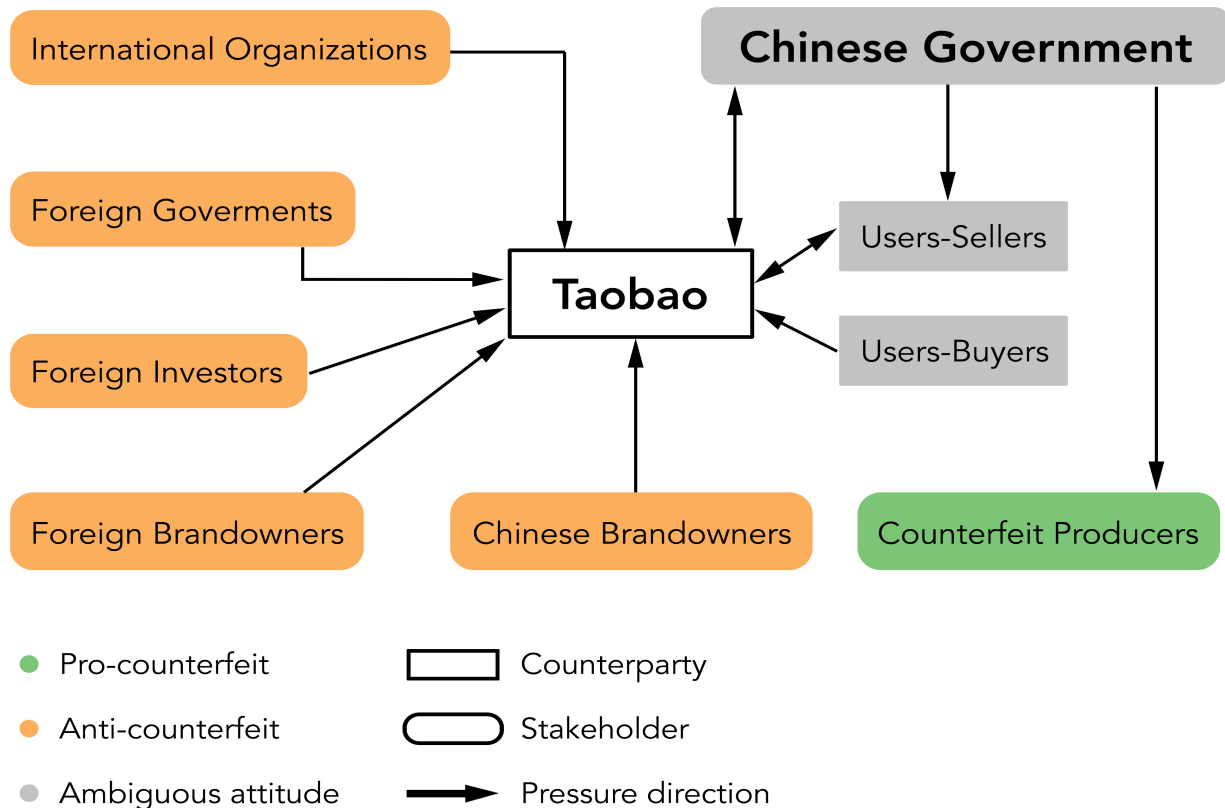 International Organizations
Chinese Government
Foreign Goverments
Users-Sellers
Taobao
Users-Buyers
Foreign Investors
Foreign Brandowners
Chinese Brandowners
Counterfeit Producers
Pro-counterfeit
Counterparty
Anti-counterfeit
Stakeholder
Ambiguous attitude
Pressure direction